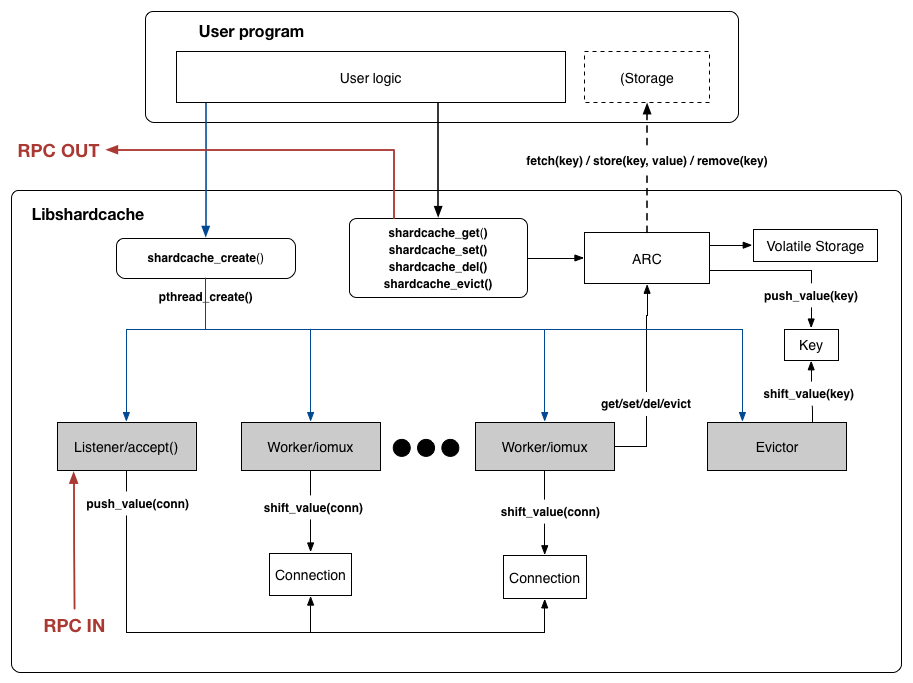 User program
User logic
(Storage
RPC OUT
fetch(key) / store(key, value) / remove(key)
Libshardcache
shardcache_create()
shardcache_get()
shardcache_set()
shardcache_del()
shardcache_evict()
ARC
Volatile Storage
pthread_create()
push_value(key)
Key
shift_value(key)
get/set/del/evict
Listener/accept()
Worker/iomux
Worker/iomux
Evictor
push_value(conn)
shift_value(conn)
shift_value(conn)
Connection
Connection
RPC IN